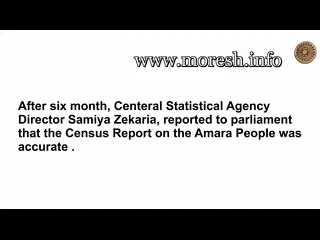 www.moresh.info
After six month, Centeral Statistical Agency
Director Samiya Zekaria, reported to parliament
that the Census Report on the Amara People was
accurate .